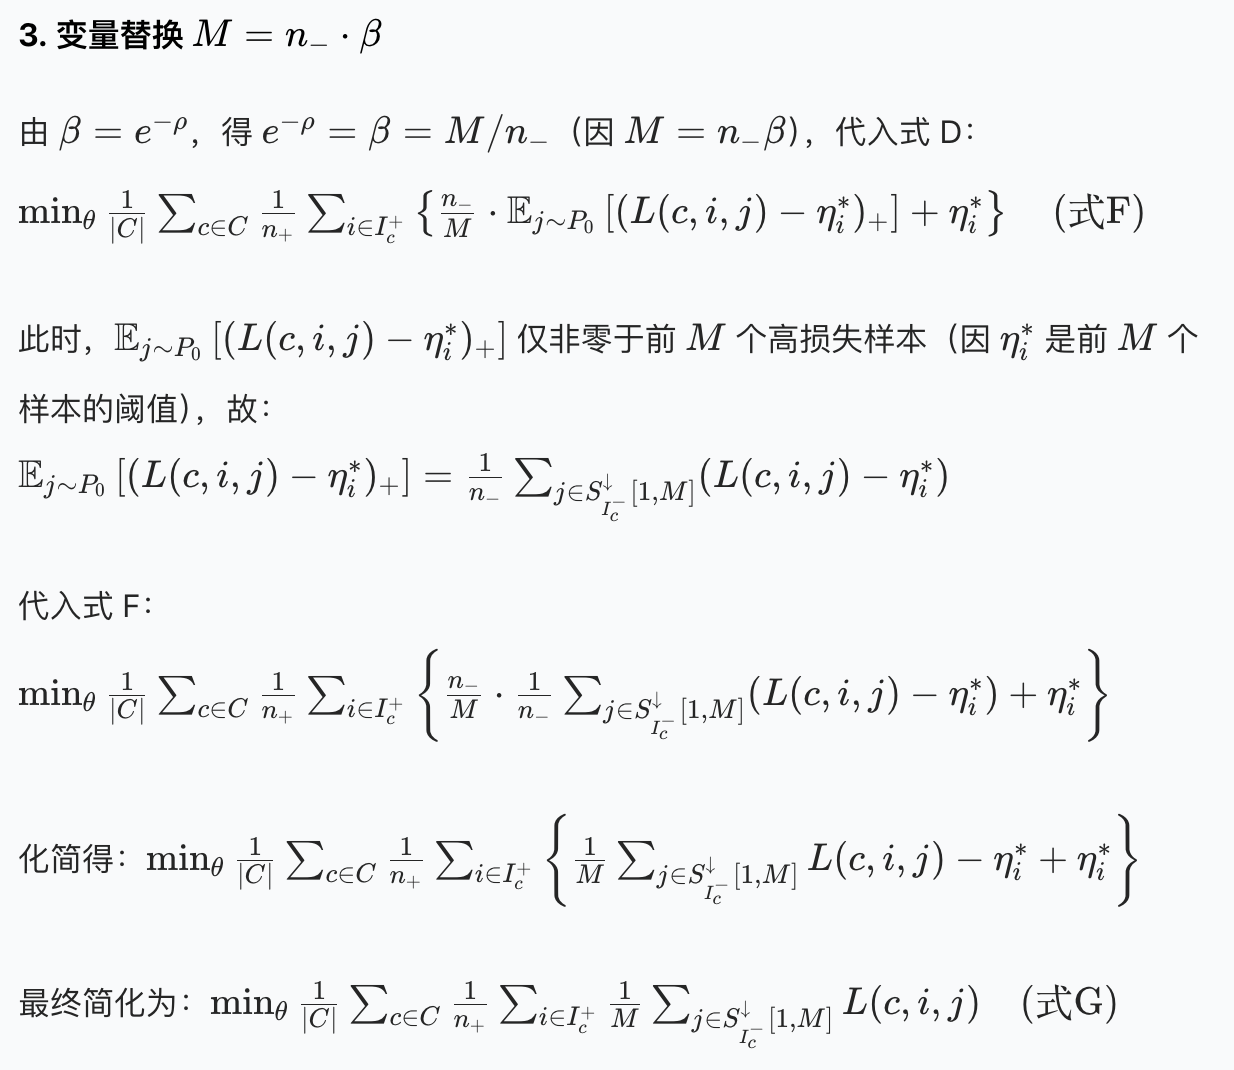 3. 变量替换 $M = n_- \cdot \beta$
由 $\beta = e^{-\rho}$，得 $e^{-\rho} = \beta = M/n_-$（因 $M = n_-\beta$），代入式 D：
$\min_\theta \frac{1}{|C|} \sum_{c \in C} \frac{1}{n_+} \sum_{i \in I_c^+} \left\{ \frac{n_-}{M} \cdot \mathbb{E}_{j \sim P_0} [(L(c,i,j) - \eta_i^*)_+] + \eta_i^* \right\} \quad (式F)$
此时，$\mathbb{E}_{j \sim P_0} [(L(c,i,j) - \eta_i^*)_+]$ 仅非零于前 $M$ 个高损失样本（因 $\eta_i^*$ 是前 $M$ 个
样本的阈值），故：
$\mathbb{E}_{j \sim P_0} [(L(c,i,j) - \eta_i^*)_+] = \frac{1}{n_-} \sum_{j \in S_{I_c^-}^{\downarrow}[1,M]} (L(c,i,j) - \eta_i^*)$
代入式 F：
$\min_\theta \frac{1}{|C|} \sum_{c \in C} \frac{1}{n_+} \sum_{i \in I_c^+} \left\{ \frac{n_-}{M} \cdot \frac{1}{n_-} \sum_{j \in S_{I_c^-}^{\downarrow}[1,M]} (L(c,i,j) - \eta_i^*) + \eta_i^* \right\}$
化简得：$\min_\theta \frac{1}{|C|} \sum_{c \in C} \frac{1}{n_+} \sum_{i \in I_c^+} \left\{ \frac{1}{M} \sum_{j \in S_{I_c^-}^{\downarrow}[1,M]} L(c,i,j) - \eta_i^* + \eta_i^* \right\}$
最终简化为：$\min_\theta \frac{1}{|C|} \sum_{c \in C} \frac{1}{n_+} \sum_{i \in I_c^+} \frac{1}{M} \sum_{j \in S_{I_c^-}^{\downarrow}[1,M]} L(c,i,j) \quad (式G)$